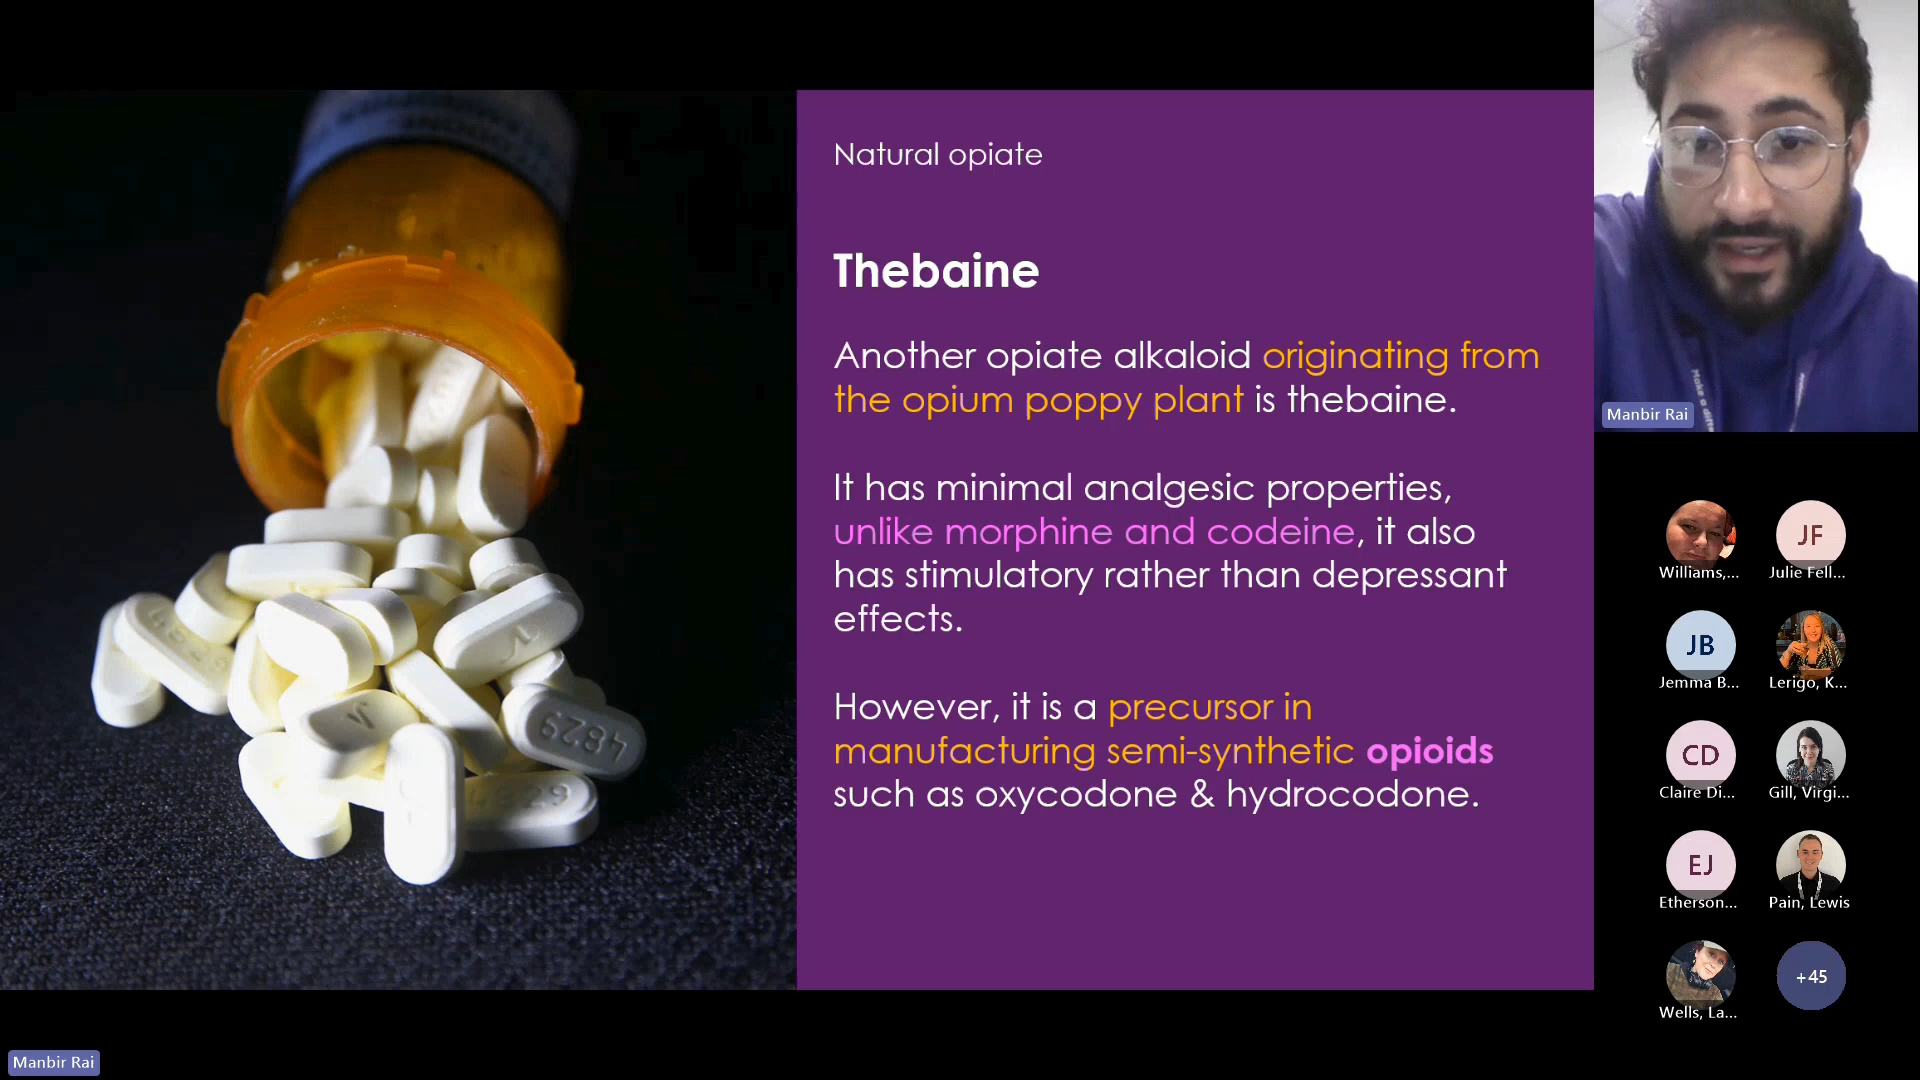 Natural opiate
Thebaine
Another opiate alkaloid originating from
the opium poppy plant is thebaine.
It has minimal analgesic properties,
unlike morphine and codeine, it also
has stimulatory rather than depressant
effects.
However, it is a precursor in
manufacturing semi-synthetic opioids
such as oxycodone & hydrocodone.
4829
Manbir Rai
Williams,...
JF
Julie Fell...
JB
Jemma B...
Lerigo, K...
CD
Claire Di...
Gill, Virgi...
EJ
Etherson...
Pain, Lewis
Wells, La...
+45
Manbir Rai